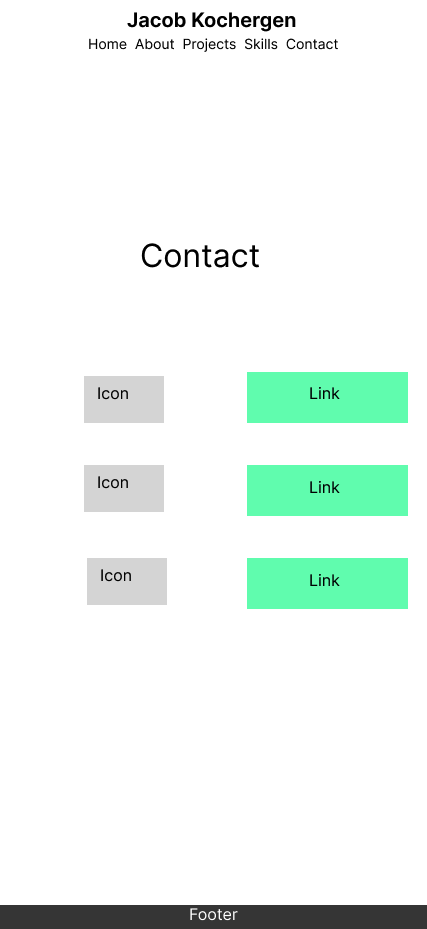 Jacob Kochergen
Home About Projects Skills Contact
Contact
Icon Link
Icon Link
Icon Link
Footer